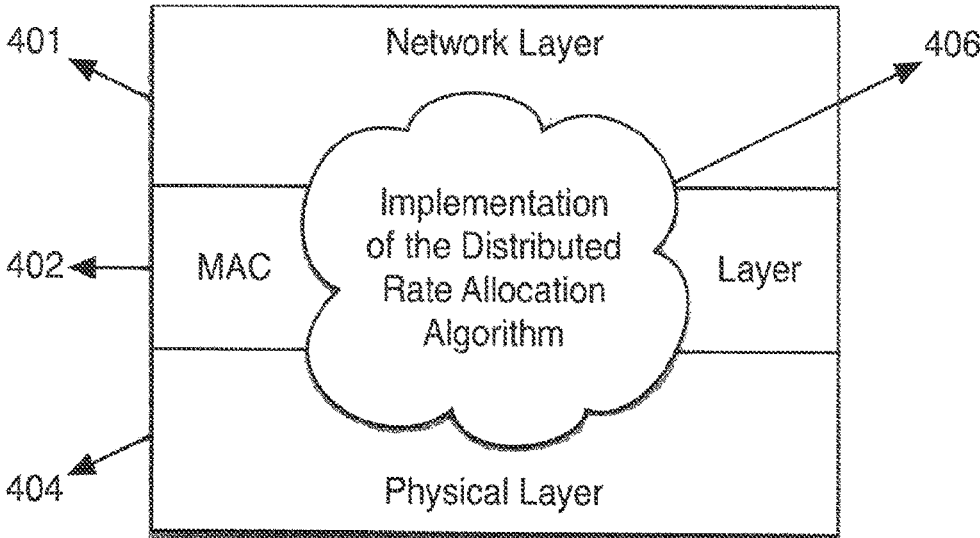 401
Network Layer
406
Implementation
of the Distributed
Rate Allocation
Algorithm
402
MAC
Layer
404
Physical Layer